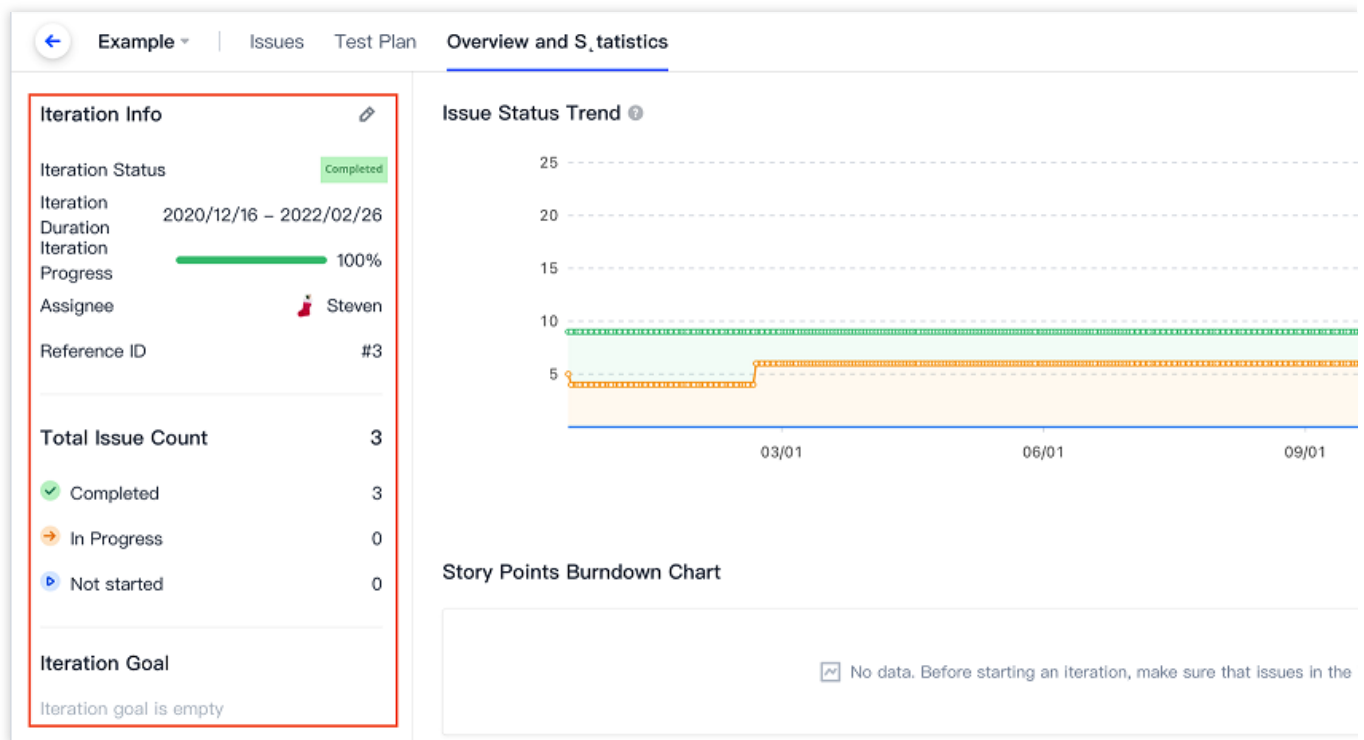 Example
Issues
Test Plan
Overview and S˛tatistics
Iteration Info
Iteration Status
Completed
Iteration
Duration
2020/12/16 – 2022/02/26
Iteration
Progress
100%
Assignee
Steven
Reference ID
#3
Total Issue Count
3
Completed
3
In Progress
0
Not started
0
Iteration Goal
Iteration goal is empty
Issue Status Trend
25
20
15
10
5
03/01
06/01
09/01
Story Points Burndown Chart
No data. Before starting an iteration, make sure that issues in the